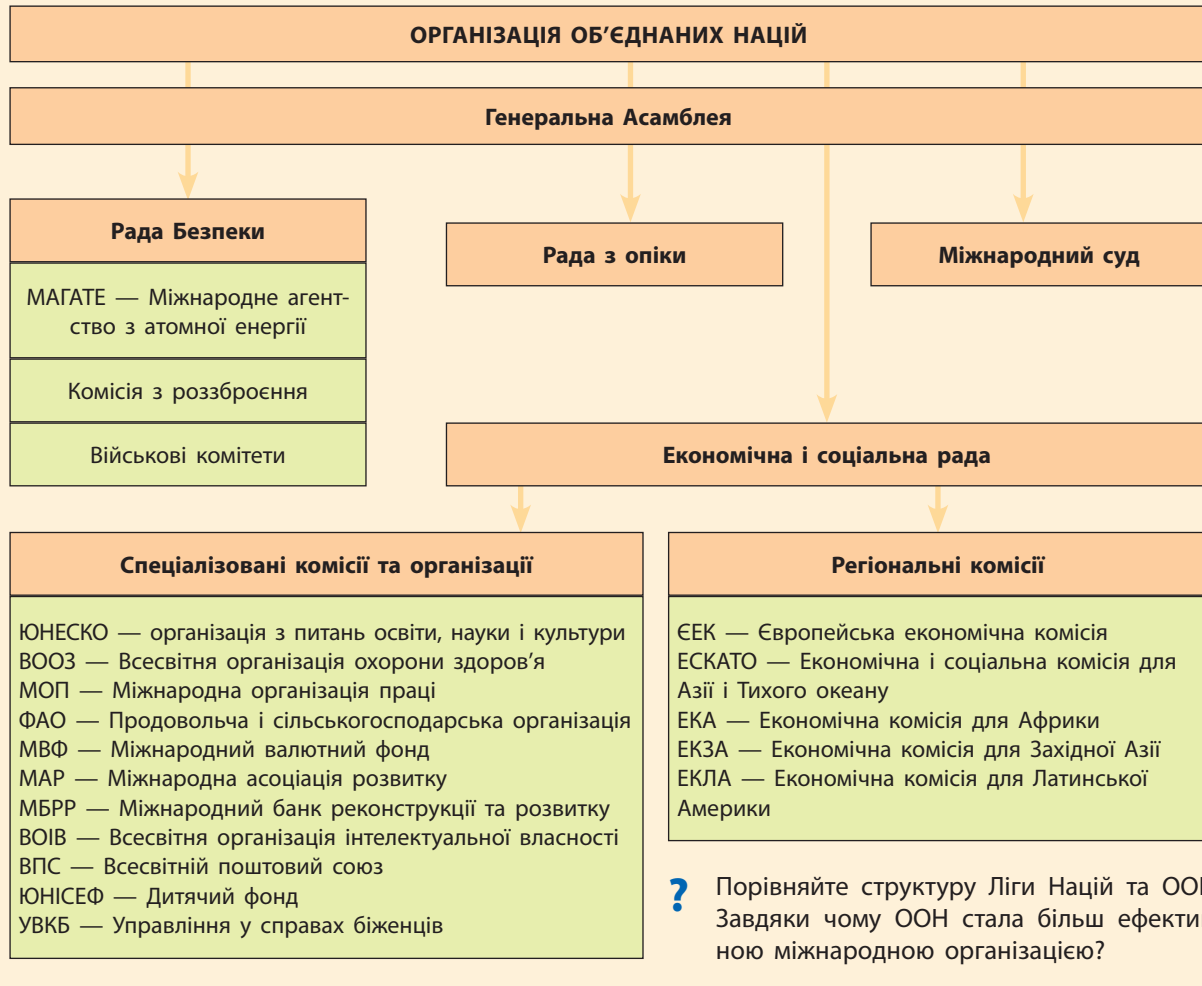 ОРГАНІЗАЦІЯ ОБ’ЄДНАНИХ НАЦІЙ
Генеральна Асамблея
Рада Безпеки
МАГАТЕ — Міжнародне агент-
ство з атомної енергії
Комісія з роззброєння
Військові комітети
Рада з опіки
Міжнародний суд
Економічна і соціальна рада
Спеціалізовані комісії та організації
ЮНЕСКО — організація з питань освіти, науки і культури
ВООЗ — Всесвітня організація охорони здоров’я
МОП — Міжнародна організація праці
ФАО — Продовольча і сільськогосподарська організація
МВФ — Міжнародний валютний фонд
МАР — Міжнародна асоціація розвитку
МБРР — Міжнародний банк реконструкції та розвитку
ВОІВ — Всесвітня організація інтелектуальної власності
ВПС — Всесвітній поштовий союз
ЮНІСЕФ — Дитячий фонд
УВКБ — Управління у справах біженців
Регіональні комісії
ЄЕК — Європейська економічна комісія
ЕСКАТО — Економічна і соціальна комісія для
Азії і Тихого океану
ЕКА — Економічна комісія для Африки
ЕКЗА — Економічна комісія для Західної Азії
ЕКЛА — Економічна комісія для Латинської
Америки
? Порівняйте структуру Ліги Націй та
Завдяки чому ООН стала більш
ною міжнародною організацією?